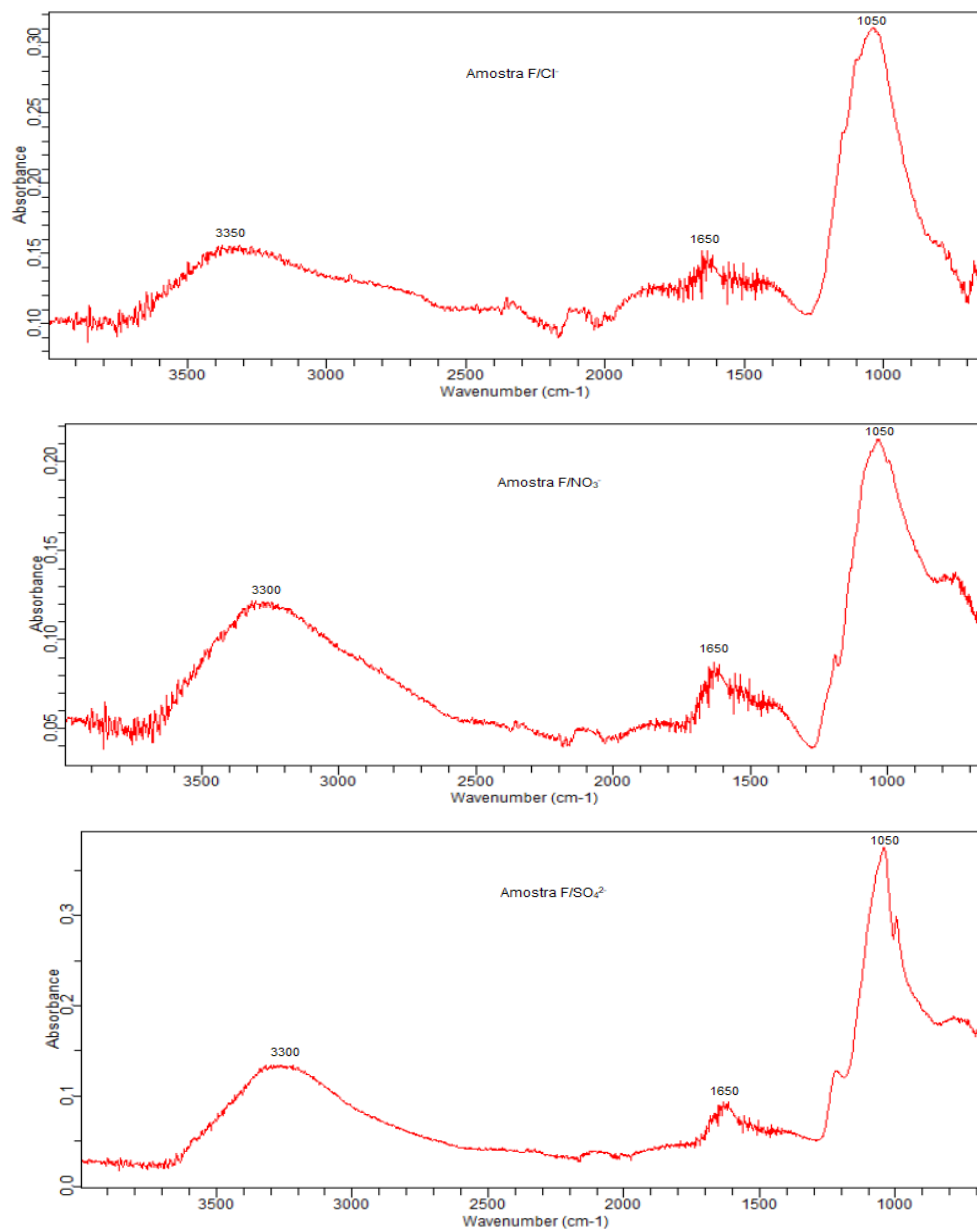 1050
0,30
Amostra F/Cl⁻
0,25
0,20
Absorbance
3350
1650
0,15
0,10
3500 3000 2500 2000 1500 1000
Wavenumber (cm-1)
1050
0,20
Amostra F/NO₃⁻
0,15
Absorbance
3300
0,10
1650
0,05
3500 3000 2500 2000 1500 1000
Wavenumber (cm-1)
1050
Amostra F/SO₄²⁻
0,3
0,2
Absorbance
3300
0,1
1650
0,0
3500 3000 2500 2000 1500 1000
Wavenumber (cm-1)